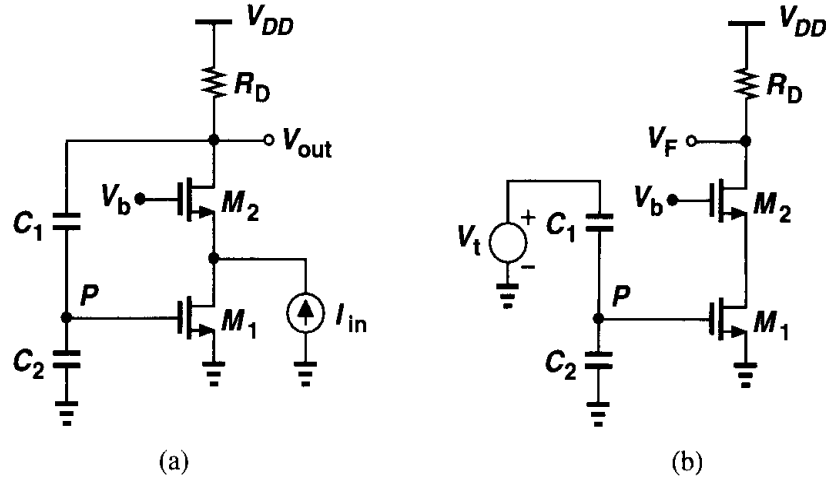 V_DD
R_D
V_out
V_b
M_2
C_1
P
M_1
I_in
C_2
(a)
V_DD
R_D
V_F
V_b
M_2
V_t
+
−
C_1
P
M_1
C_2
(b)